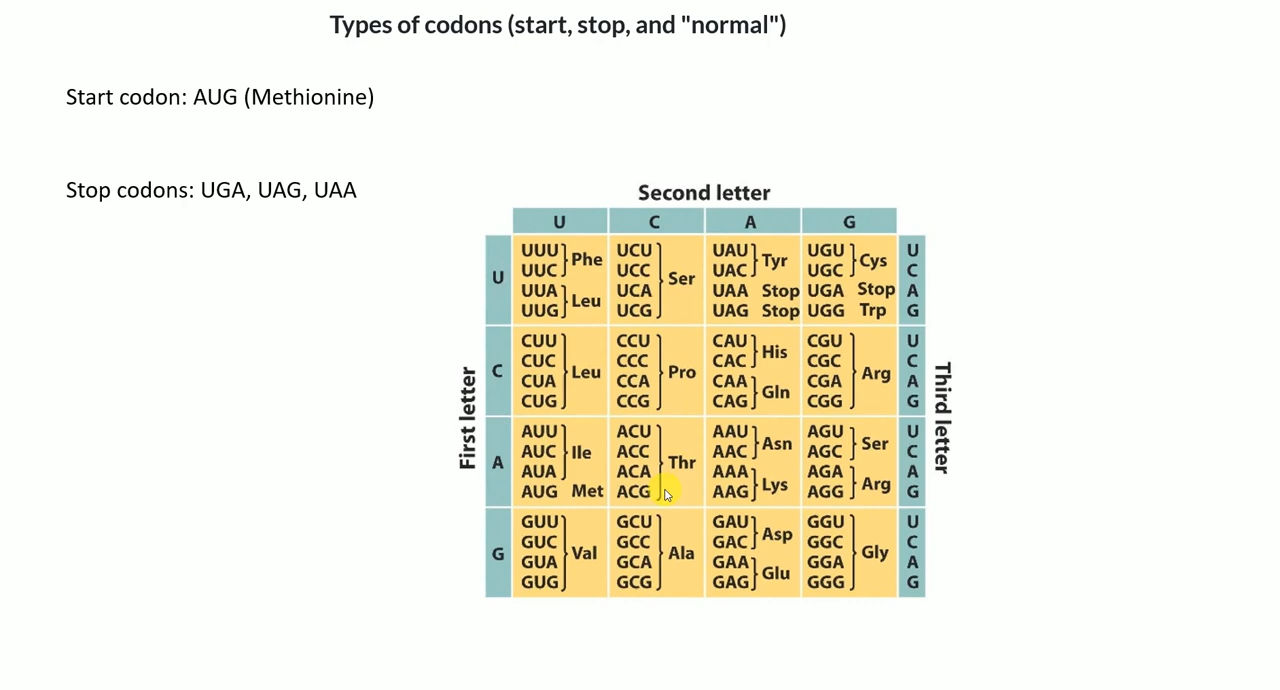 Types of codons (start, stop, and "normal")
Start codon: AUG (Methionine)
Stop codons: UGA, UAG, UAA
Second letter
U C A G
First letter
Third letter
U
UUU UUC Phe
UUA UUG Leu
UCU UCC UCA UCG Ser
UAU UAC Tyr
UAA Stop
UAG Stop
UGU UGC Cys
UGA Stop
UGG Trp
U C A G
C
CUU CUC CUA CUG Leu
CCU CCC CCA CCG Pro
CAU CAC His
CAA CAG Gln
CGU CGC CGA CGG Arg
U C A G
A
AUU AUC AUA Ile
AUG Met
ACU ACC ACA ACG Thr
AAU AAC Asn
AAA AAG Lys
AGU AGC Ser
AGA AGG Arg
U C A G
G
GUU GUC GUA GUG Val
GCU GCC GCA GCG Ala
GAU GAC Asp
GAA GAG Glu
GGU GGC GGA GGG Gly
U C A G